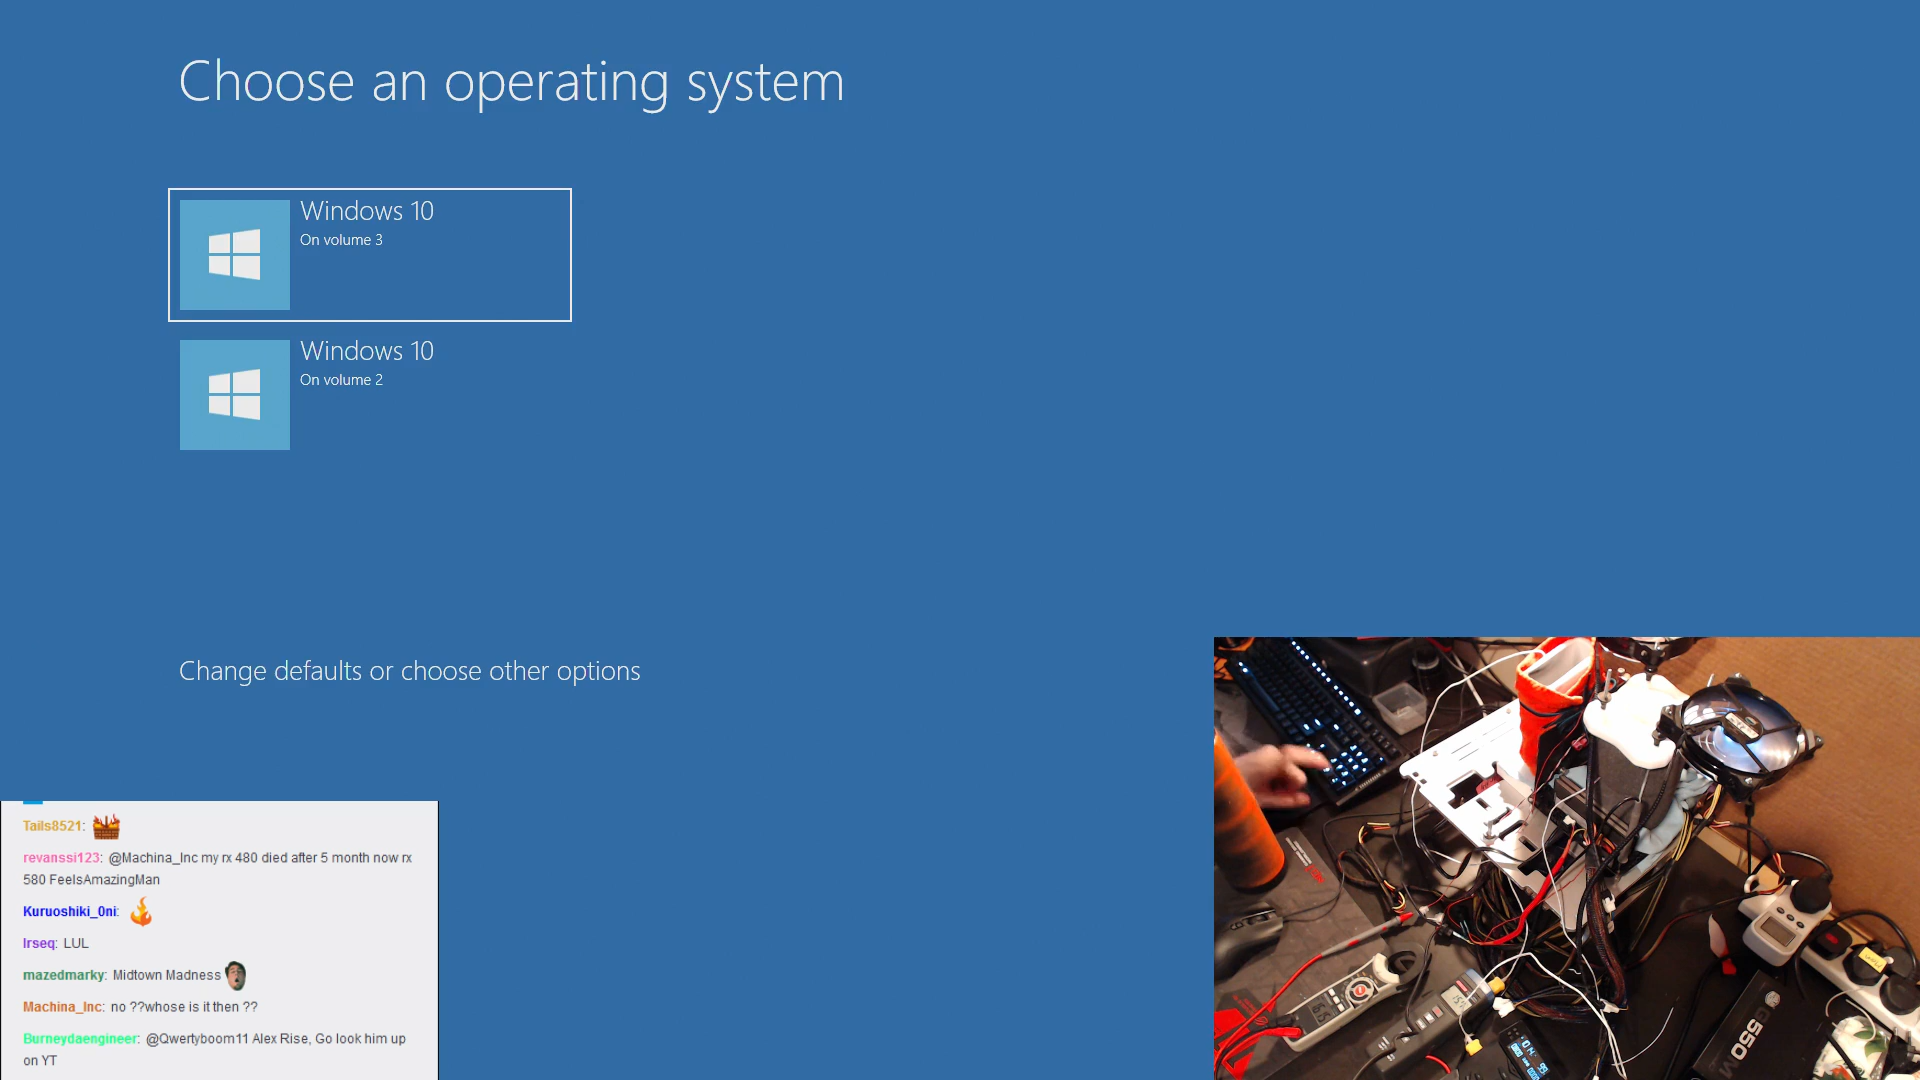 Choose an operating system
Windows 10
On volume 3
Windows 10
On volume 2
Change defaults or choose other options
Tails8521:
revanssi123: @Machina_Inc my rx 480 died after 5 month now rx
580 FeelsAmazingMan
Kuruoshiki_0ni:
lrseq: LUL
mazedmarky: Midtown Madness
Machina_Inc: no ??whose is it then ??
Burneydaengineer: @Qwertyboom11 Alex Rise, Go look him up
on YT
G550M